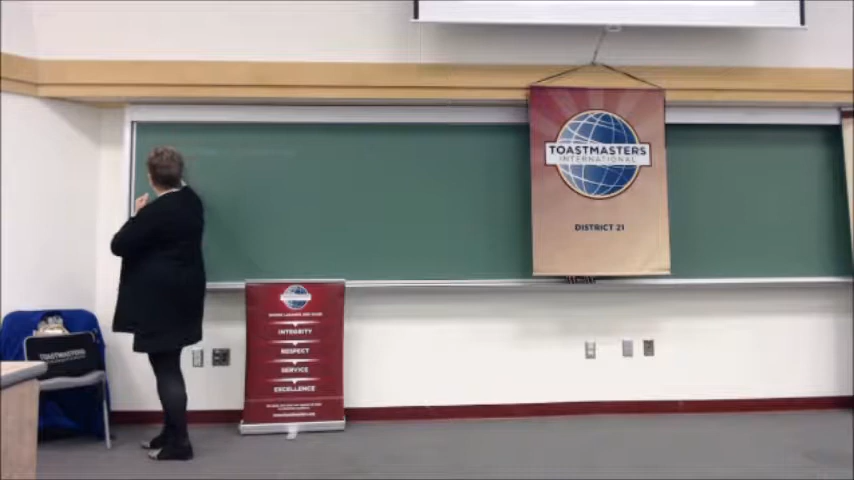 TOASTMASTERS
INTERNATIONAL
DISTRICT 21
INTEGRITY
RESPECT
SERVICE
EXCELLENCE
TOASTMASTERS